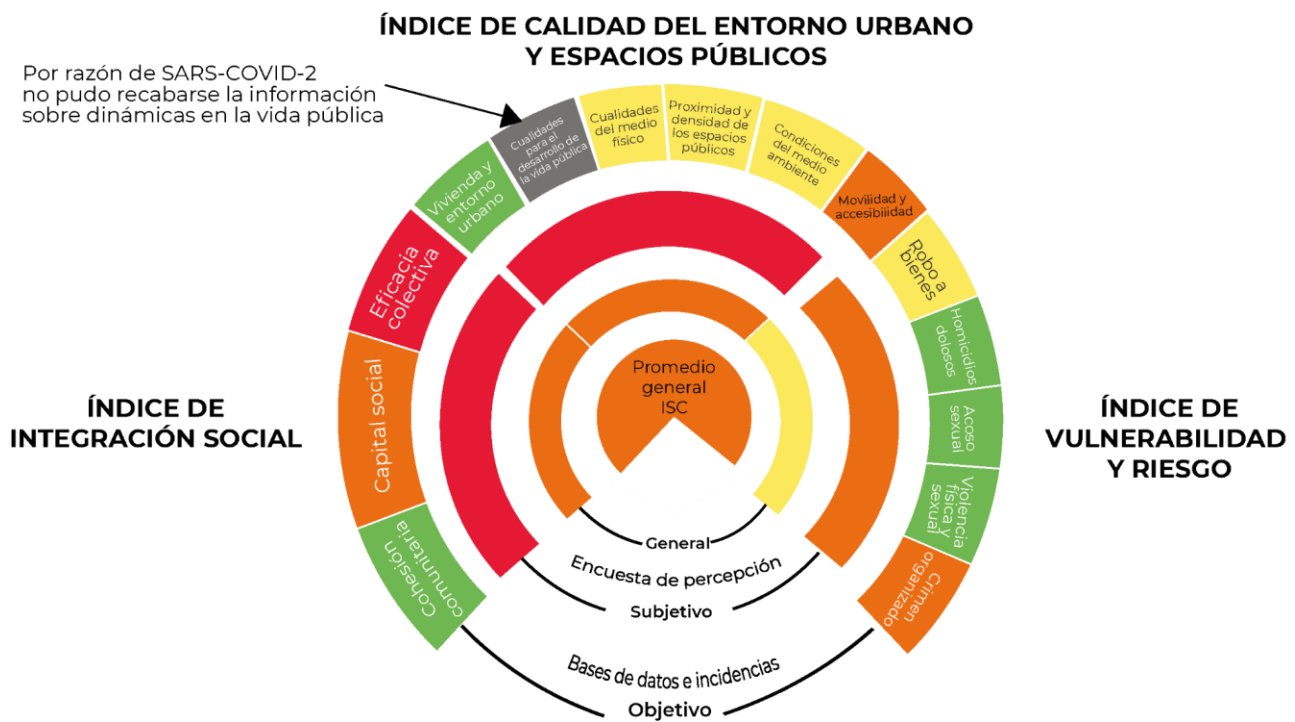 ÍNDICE DE CALIDAD DEL ENTORNO URBANO
Y ESPACIOS PÚBLICOS
Por razón de SARS-COVID-2
no pudo recabarse la información
sobre dinámicas en la vida pública
Cualidades
para el
desarrollo de
la vida pública
Cualidades
del medio
físico
Proximidad y
densidad de
los espacios
públicos
Condiciones
del medio
ambiente
Movilidad y
accesibilidad
Vivienda y
entorno
urbano
Eficacia
colectiva
Capital social
Cohesión
comunitaria
Robo a
bienes
Homicidios
dolosos
Acoso
sexual
Violencia
física y
sexual
Crimen
organizado
ÍNDICE DE
INTEGRACIÓN SOCIAL
Promedio
general
ISC
ÍNDICE DE
VULNERABILIDAD
Y RIESGO
General
Encuesta de percepción
Subjetivo
Bases de datos e incidencias
Objetivo